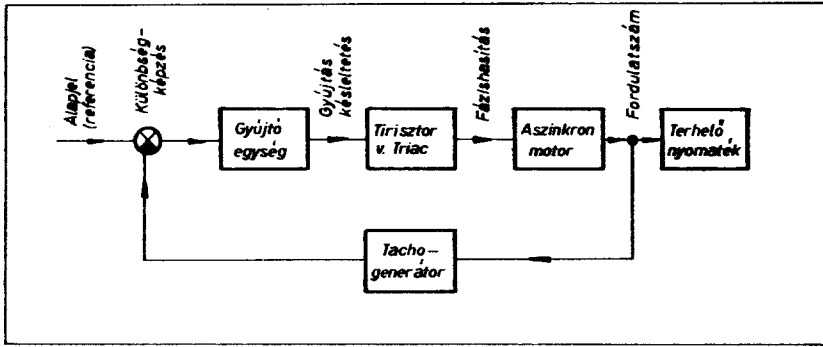 Alapjel
(referencia)
Különbség-
képzés
Gyújtó
egység
Gyújtás
késleltetés
Tirisztor
v. Triac
Fázishasítás
Aszinkron
motor
Fordulatszám
Terhelő
nyomaték
Tacho-
generátor